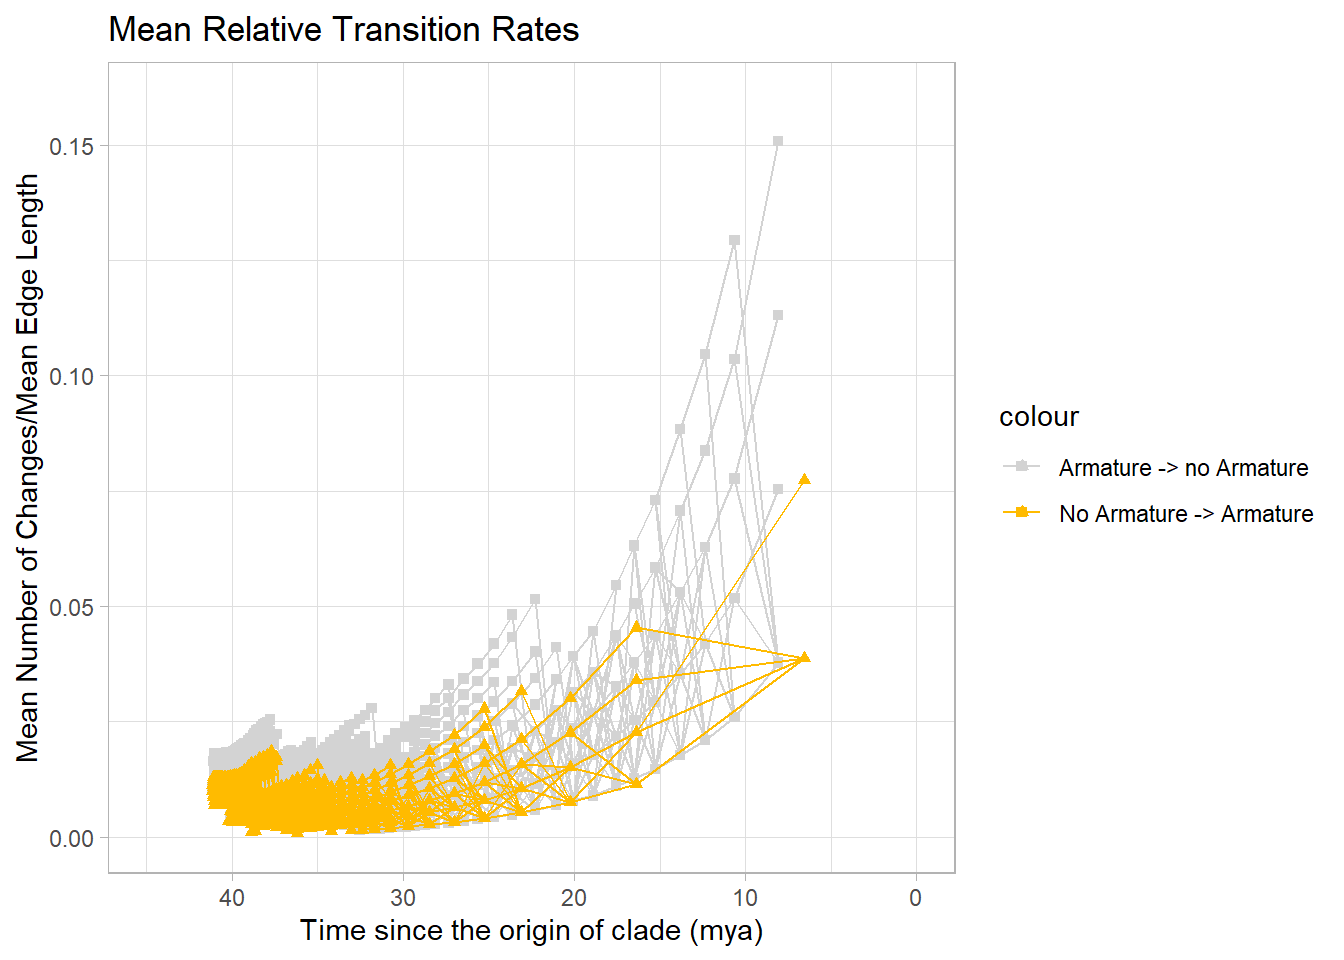 Mean Relative Transition Rates
Mean Number of Changes/Mean Edge Length
0.15
0.10
0.05
0.00
40
30
20
10
0
Time since the origin of clade (mya)
colour
Armature -> no Armature
No Armature -> Armature